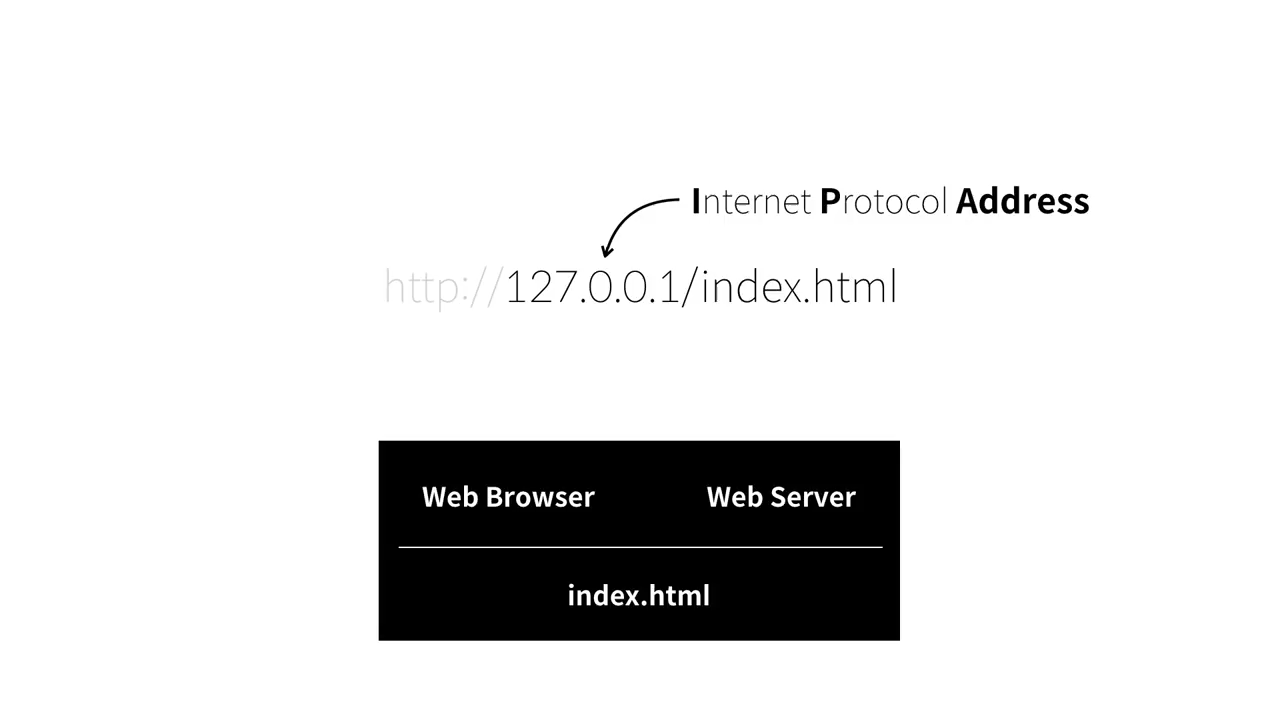 Internet Protocol Address
http://127.0.0.1/index.html
Web Browser Web Server
index.html